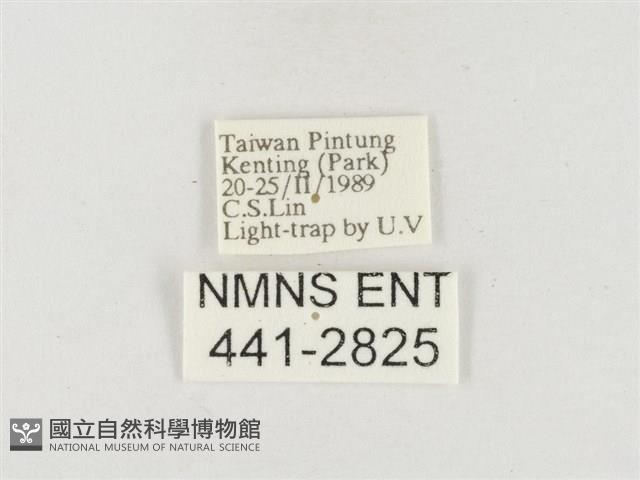 Taiwan Pintung
Kenting (Park)
20-25/II/1989
C.S.Lin
Light-trap by U.V
NMNS ENT
441-2825
國立自然科學博物館
NATIONAL MUSEUM OF NATURAL SCIENCE